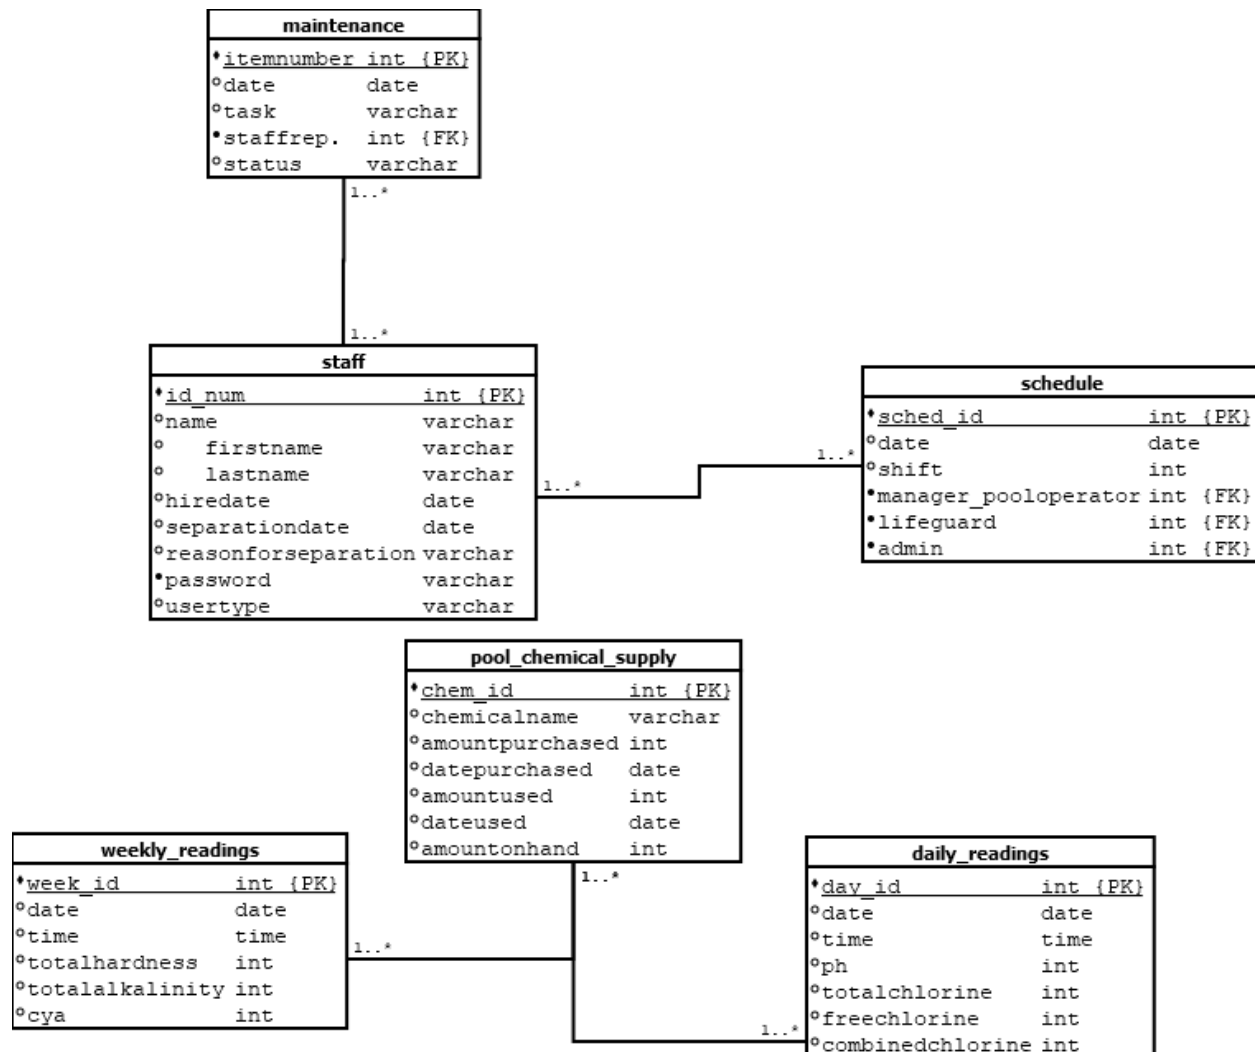 maintenance
itemnumber int {PK}
date date
task varchar
staffrep. int {FK}
status varchar
1..*
1..*
staff
id_num int {PK}
name varchar
firstname varchar
lastname varchar
hiredate date
separationdate date
reasonforseparation varchar
password varchar
usertype varchar
1..*
1..*
schedule
sched_id int {PK}
date date
shift int
manager_pooloperator int {FK}
lifeguard int {FK}
admin int {FK}
pool_chemical_supply
chem_id int {PK}
chemicalname varchar
amountpurchased int
datepurchased date
amountused int
dateused date
amountonhand int
1..*
weekly_readings
week_id int {PK}
date date
time time
totalhardness int
totalalkalinity int
cya int
1..*
1..*
daily_readings
day_id int {PK}
date date
time time
ph int
totalchlorine int
freechlorine int
combinedchlorine int